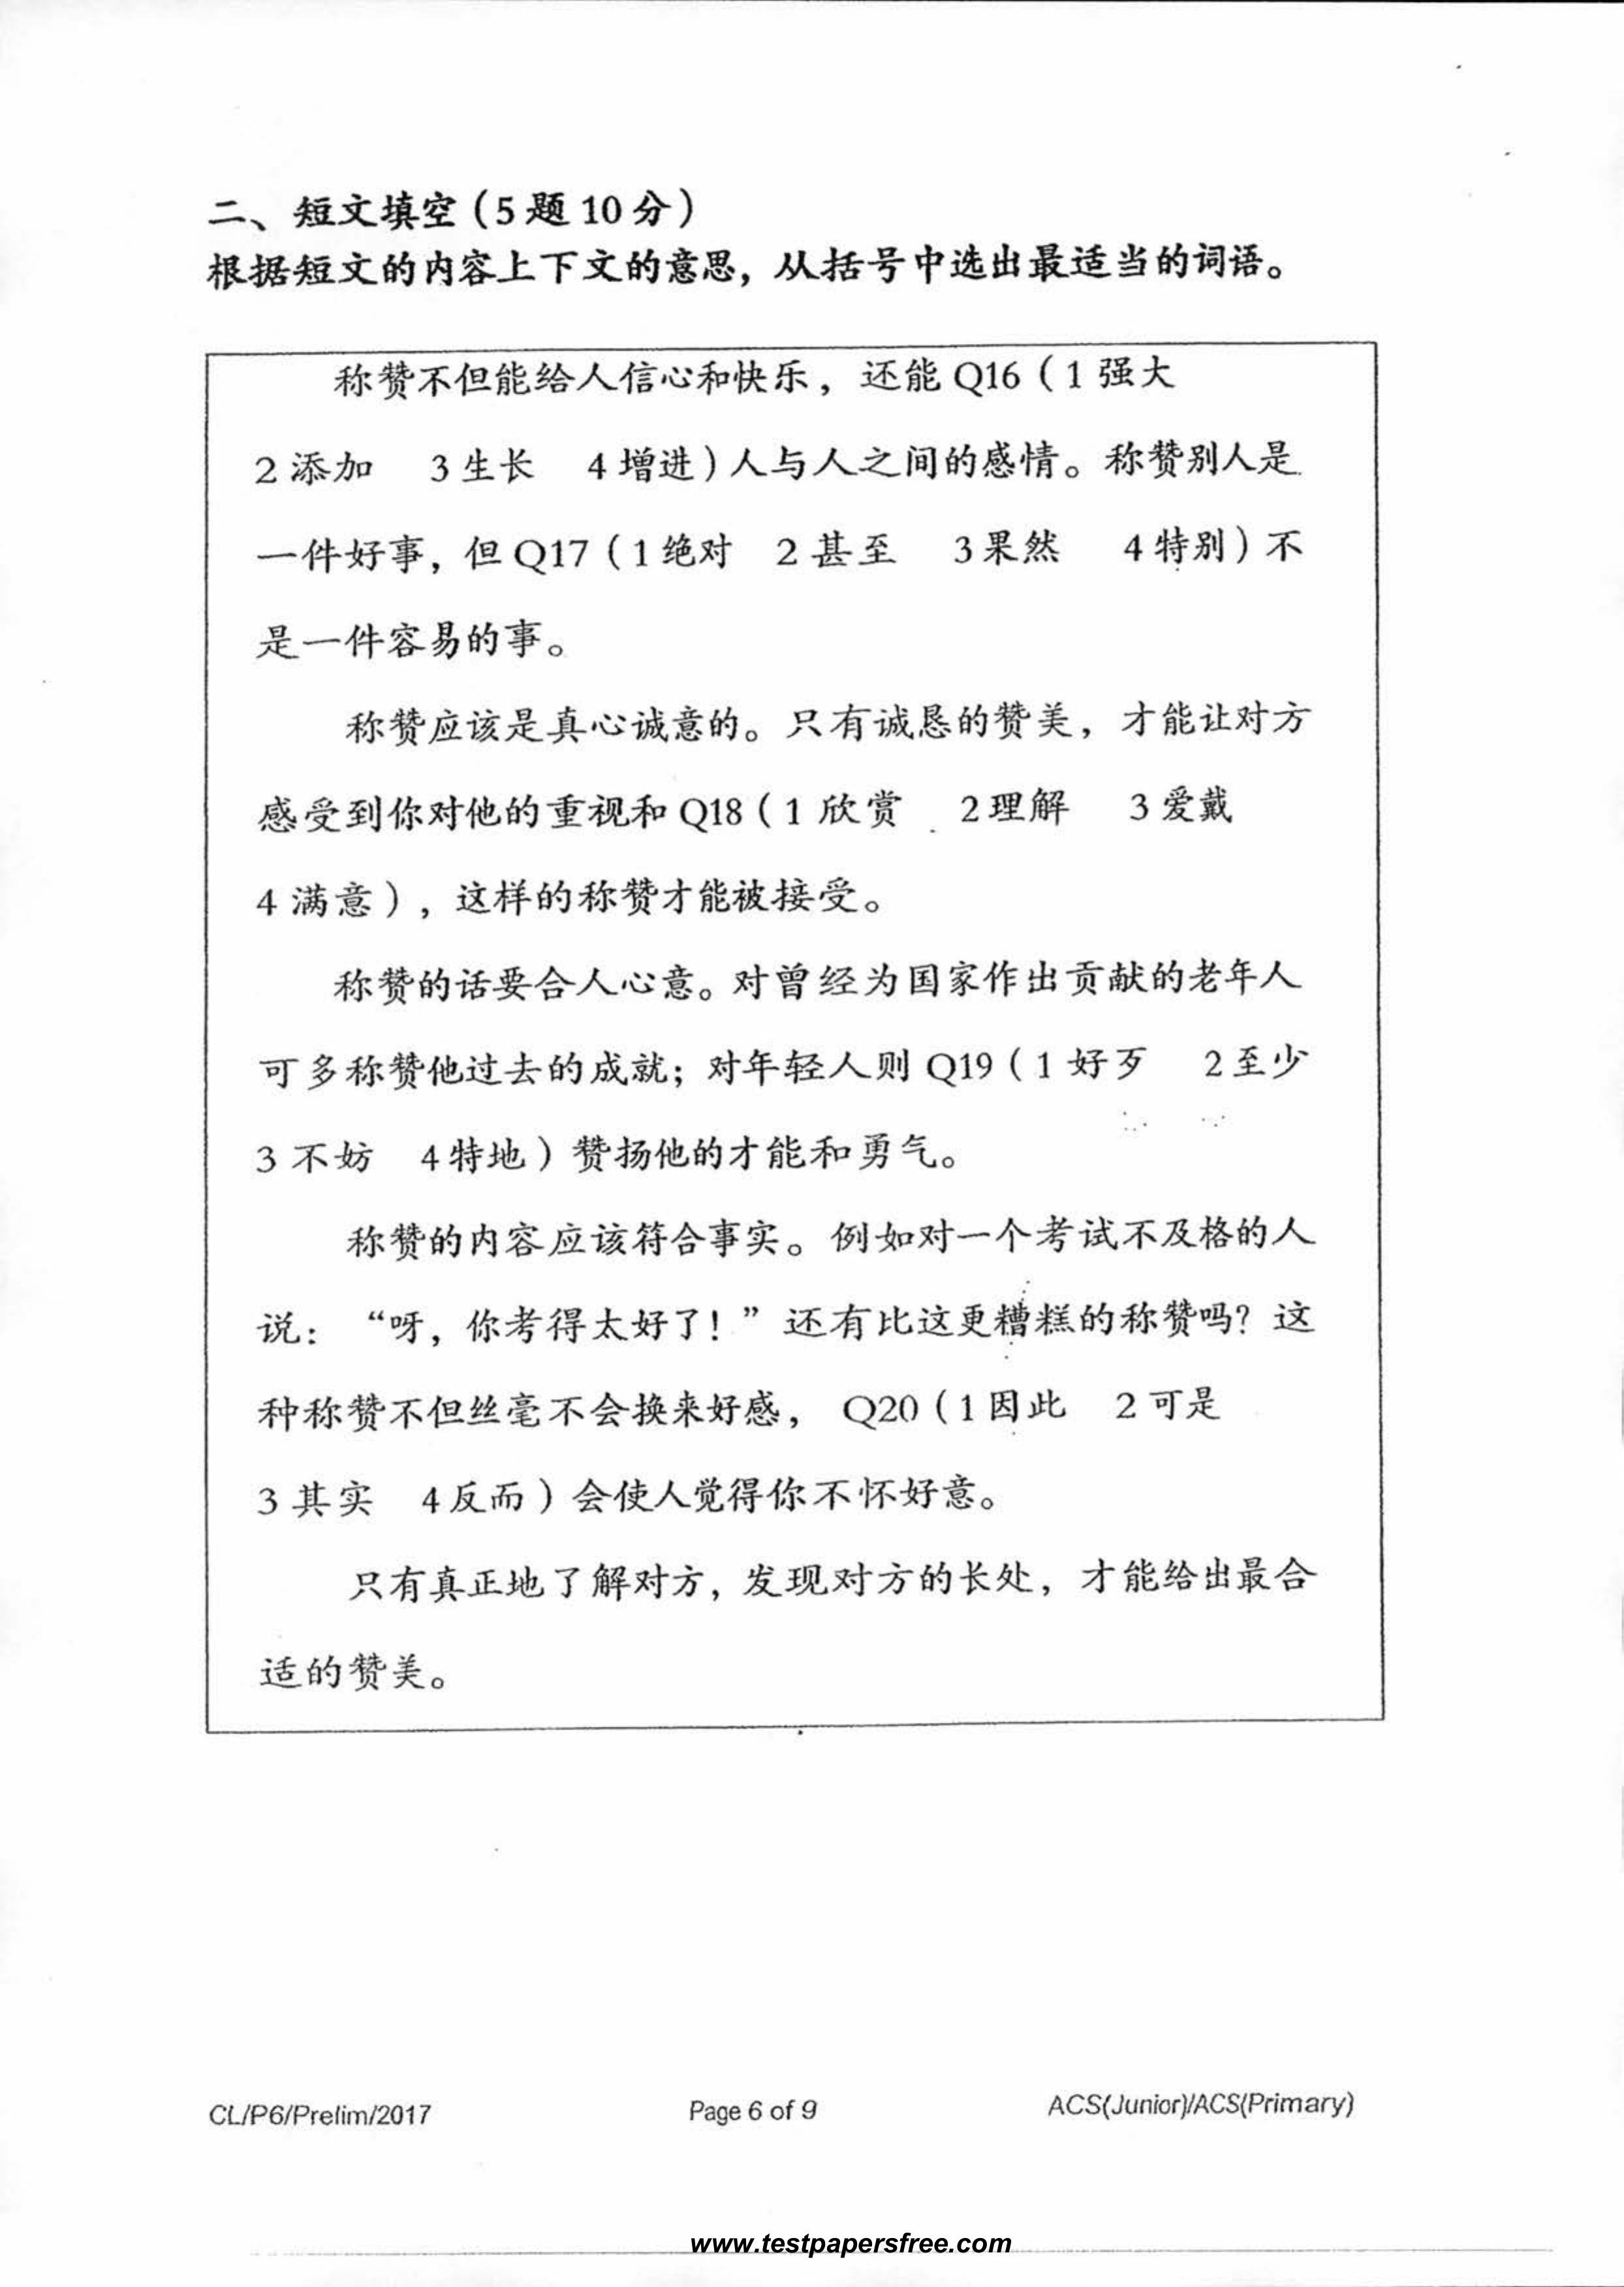 二、短文填空(5题10分)
根据短文的内容上下文的意思，从括号中选出最适当的词语。
称赞不但能给人信心和快乐，还能Q16(1强大
2添加 3生长 4增进)人与人之间的感情。称赞别人是
一件好事，但Q17(1绝对 2甚至 3果然 4特别)不
是一件容易的事。
称赞应该是真心诚意的。只有诚恳的赞美，才能让对方
感受到你对他的重视和Q18(1欣赏 2理解 3爱戴
4满意)，这样的称赞才能被接受。
称赞的话要合人心意。对曾经为国家作出贡献的老年人
可多称赞他过去的成就；对年轻人则Q19(1好歹 2至少
3不妨 4特地)赞扬他的才能和勇气。
称赞的内容应该符合事实。例如对一个考试不及格的人
说：“呀，你考得太好了！”还有比这更糟糕的称赞吗？这
种称赞不但丝毫不会换来好感，Q20(1因此 2可是
3其实 4反而)会使人觉得你不怀好意。
只有真正地了解对方，发现对方的长处，才能给出最合
适的赞美。
CL/P6/Prelim/2017 Page 6 of 9 ACS(Junior)/ACS(Primary)
www.testpapersfree.com